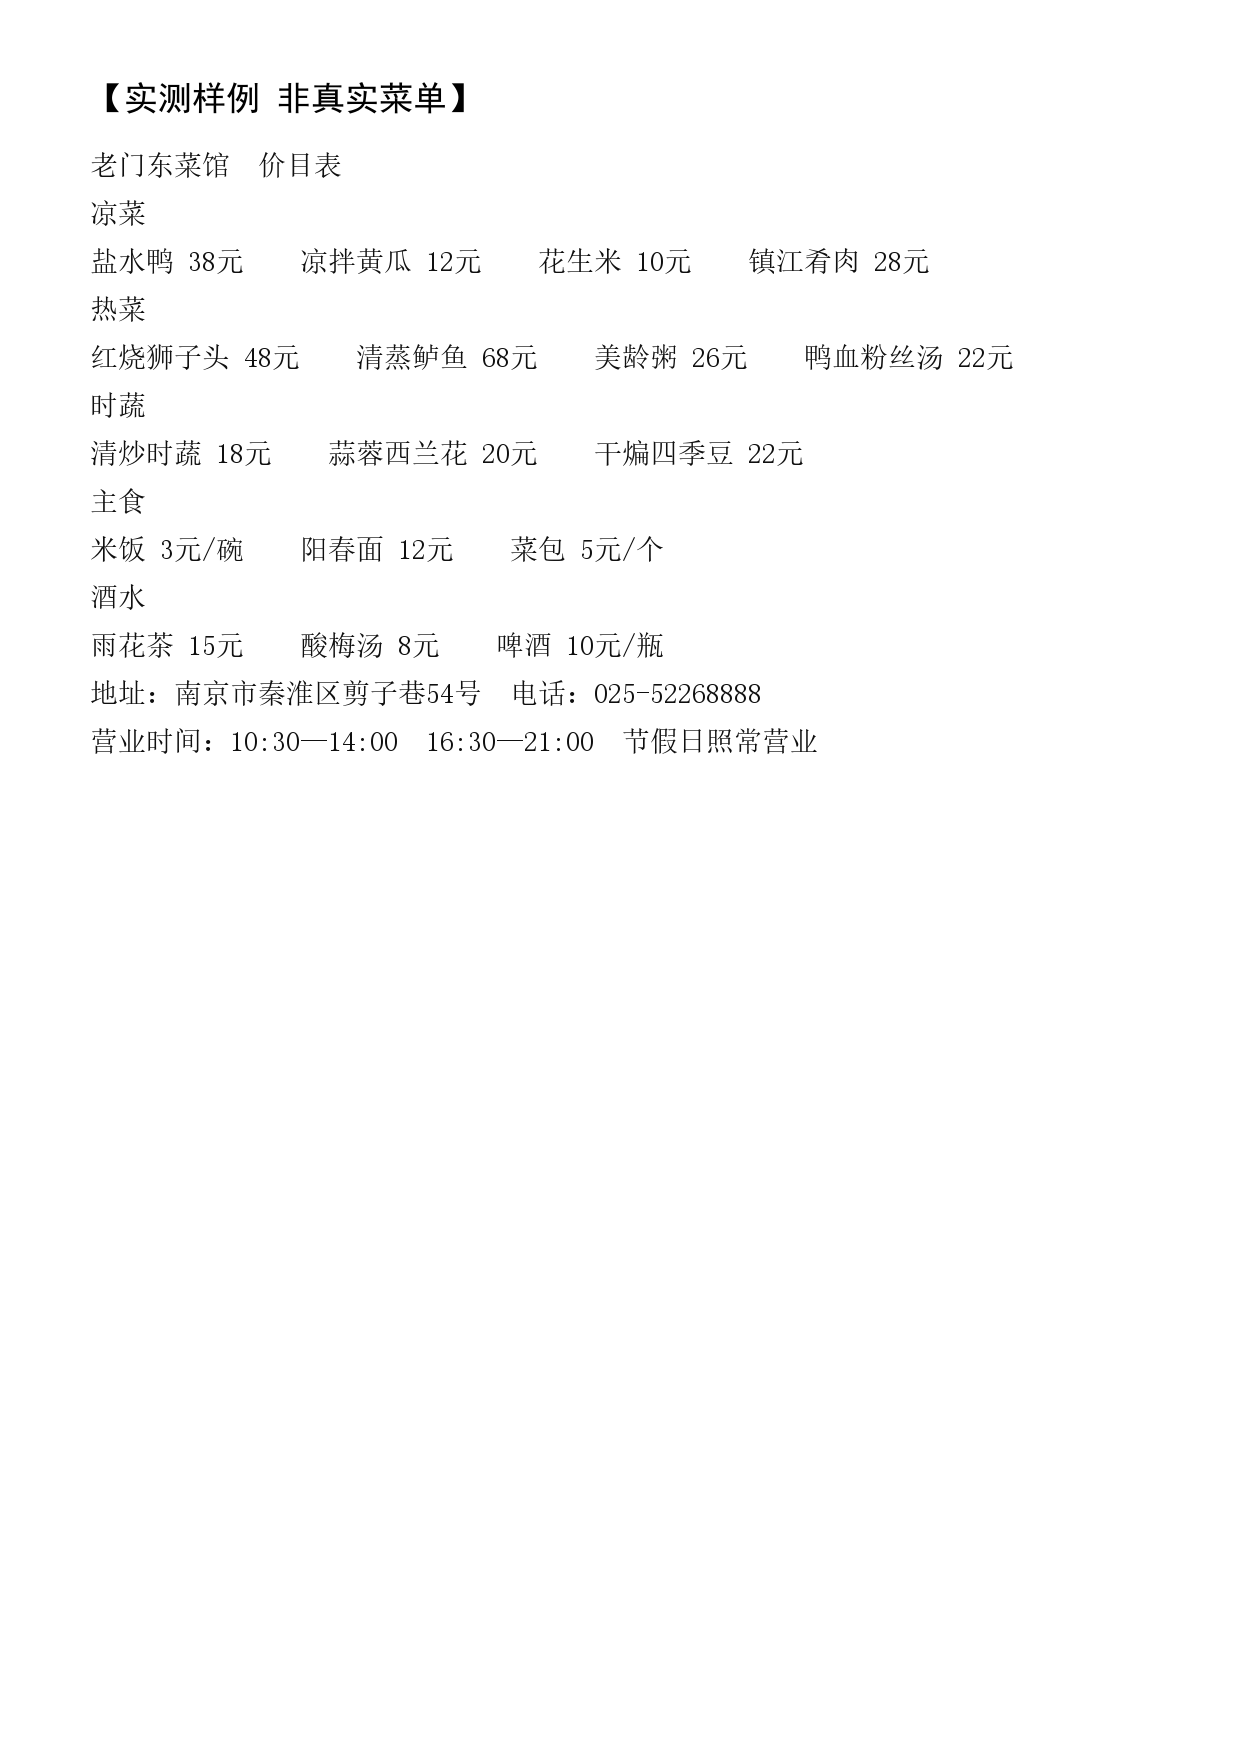 【实测样例 非真实菜单】
老门东菜馆　价目表
凉菜
盐水鸭 38元　　凉拌黄瓜 12元　　花生米 10元　　镇江肴肉 28元
热菜
红烧狮子头 48元　　清蒸鲈鱼 68元　　美龄粥 26元　　鸭血粉丝汤 22元
时蔬
清炒时蔬 18元　　蒜蓉西兰花 20元　　干煸四季豆 22元
主食
米饭 3元/碗　　阳春面 12元　　菜包 5元/个
酒水
雨花茶 15元　　酸梅汤 8元　　啤酒 10元/瓶
地址：南京市秦淮区剪子巷54号　电话：025-52268888
营业时间：10:30—14:00　16:30—21:00　节假日照常营业